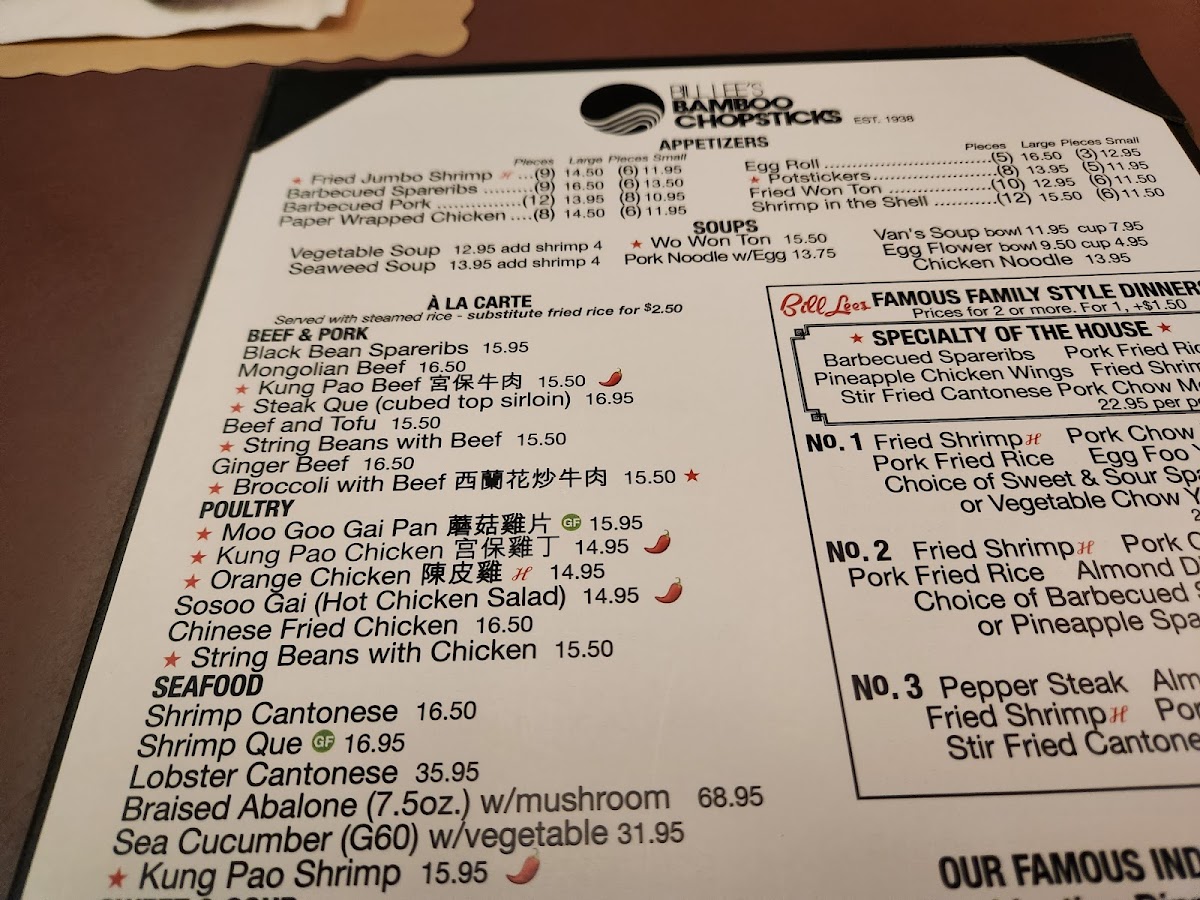 BILL LEE'S
BAMBOO
CHOPSTICKS EST. 1938
APPETIZERS
Pieces Large Pieces Small
Fried Jumbo Shrimp H ...(9) 14.50 (6) 11.95
Barbecued Spareribs ........(9) 16.50 (6) 13.50
Barbecued Pork ...............(12) 13.95 (8) 10.95
Paper Wrapped Chicken ....(8) 14.50 (6) 11.95
Pieces Large Pieces Small
Egg Roll ..............................(5) 16.50 (3) 12.95
Potstickers......................(8) 13.95 (5) 11.95
Fried Won Ton ..................(10) 12.95 (6) 11.50
Shrimp in the Shell ...........(12) 15.50 (6) 11.50
SOUPS
Vegetable Soup 12.95 add shrimp 4
Seaweed Soup 13.95 add shrimp 4
Wo Won Ton 15.50
Pork Noodle w/Egg 13.75
Van's Soup bowl 11.95 cup 7.95
Egg Flower bowl 9.50 cup 4.95
Chicken Noodle 13.95
À LA CARTE
Served with steamed rice - substitute fried rice for $2.50
BEEF & PORK
Black Bean Spareribs 15.95
Mongolian Beef 16.50
Kung Pao Beef 宮保牛肉 15.50
Steak Que (cubed top sirloin) 16.95
Beef and Tofu 15.50
String Beans with Beef 15.50
Ginger Beef 16.50
Broccoli with Beef 西蘭花炒牛肉 15.50
POULTRY
Moo Goo Gai Pan 蘑菇雞片 GF 15.95
Kung Pao Chicken 宮保雞丁 14.95
Orange Chicken 陳皮雞 H 14.95
Sosoo Gai (Hot Chicken Salad) 14.95
Chinese Fried Chicken 16.50
String Beans with Chicken 15.50
SEAFOOD
Shrimp Cantonese 16.50
Shrimp Que GF 16.95
Lobster Cantonese 35.95
Braised Abalone (7.5oz.) w/mushroom 68.95
Sea Cucumber (G60) w/vegetable 31.95
Kung Pao Shrimp 15.95
Bill Lee's FAMOUS FAMILY STYLE DINNERS
Prices for 2 or more. For 1, +$1.50
SPECIALTY OF THE HOUSE
Barbecued Spareribs Pork Fried Ric
Pineapple Chicken Wings Fried Shrim
Stir Fried Cantonese Pork Chow M
22.95 per p
No. 1 Fried Shrimp H Pork Chow
Pork Fried Rice Egg Foo Y
Choice of Sweet & Sour Spa
or Vegetable Chow Y
No. 2 Fried Shrimp H Pork C
Pork Fried Rice Almond D
Choice of Barbecued S
or Pineapple Spa
No. 3 Pepper Steak Alm
Fried Shrimp H Por
Stir Fried Cantone
OUR FAMOUS IND